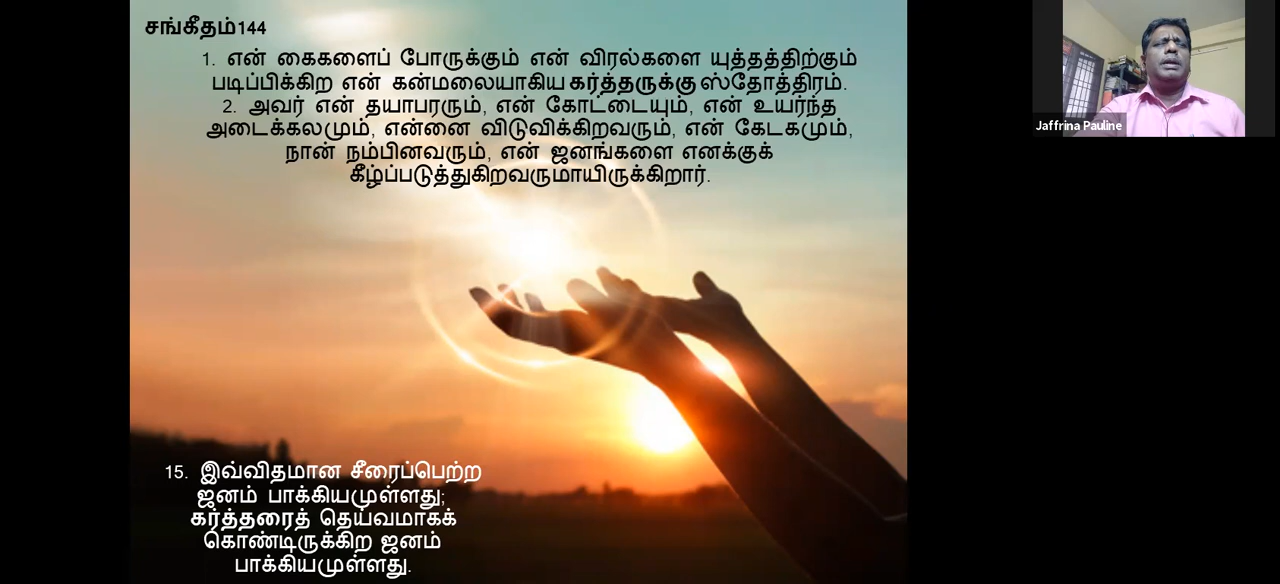 சங்கீதம்144
1. என் கைகளைப் போருக்கும் என் விரல்களை யுத்தத்திற்கும்
படிப்பிக்கிற என் கன்மலையாகிய கர்த்தருக்கு ஸ்தோத்திரம்.
2. அவர் என் தயாபரரும், என் கோட்டையும், என் உயர்ந்த
அடைக்கலமும், என்னை விடுவிக்கிறவரும், என் கேடகமும்,
நான் நம்பினவரும், என் ஜனங்களை எனக்குக்
கீழ்ப்படுத்துகிறவருமாயிருக்கிறார்.
Jaffrina Pauline
15. இவ்விதமான சீரைப்பெற்ற
ஜனம் பாக்கியமுள்ளது;
கர்த்தரைத் தெய்வமாகக்
கொண்டிருக்கிற ஜனம்
பாக்கியமுள்ளது.